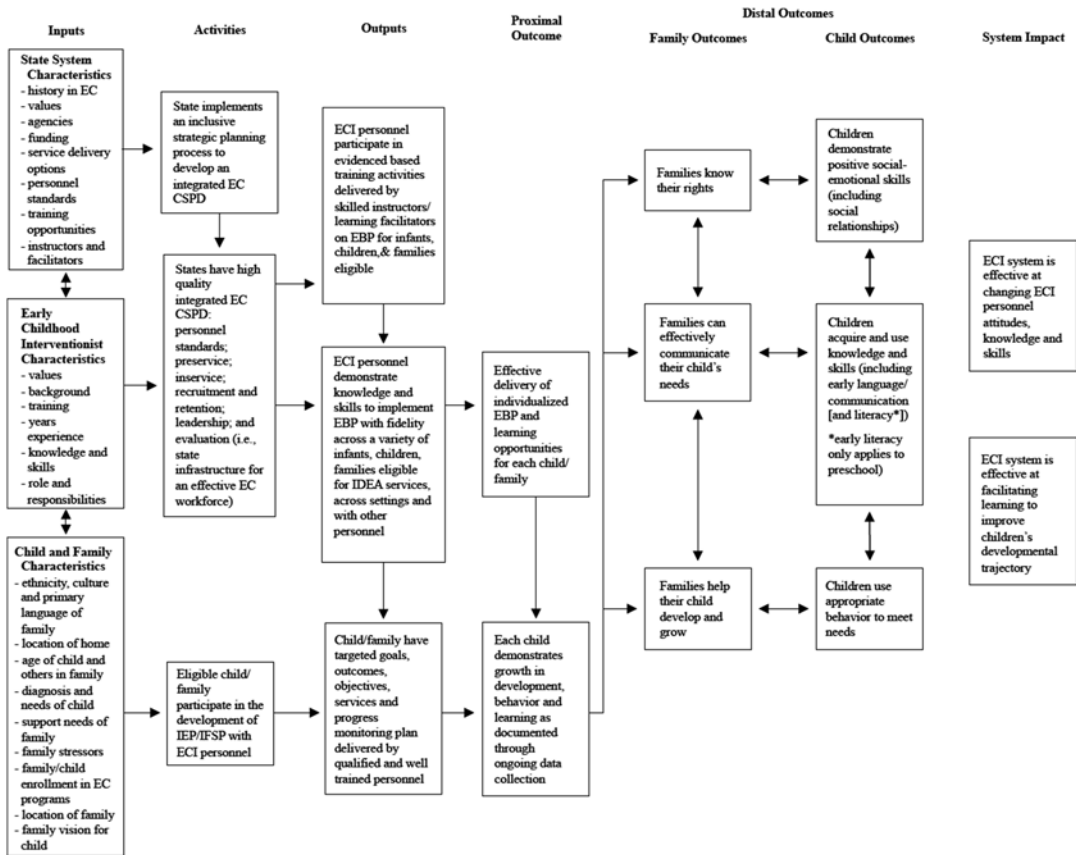 Inputs
Activities
Outputs
Proximal
Outcome
Distal Outcomes
Family Outcomes
Child Outcomes
System Impact
State System
Characteristics
- history in EC
- values
- agencies
- funding
- service delivery
options
- personnel
standards
- training
opportunities
- instructors and
facilitators
Early
Childhood
Interventionist
Characteristics
- values
- background
- training
- years
experience
- knowledge and
skills
- role and
responsibilities
Child and Family
Characteristics
- ethnicity, culture
and primary
language of
family
- location of home
- age of child and
others in family
- diagnosis and
needs of child
- support needs of
family
- family stressors
- family/child
enrollment in EC
programs
- location of family
- family vision for
child
State implements
an inclusive
strategic planning
process to
develop an
integrated EC
CSPD
States have high
quality
integrated EC
CSPD:
personnel
standards;
preservice;
inservice;
recruitment and
retention;
leadership; and
evaluation (i.e.,
state
infrastructure for
an effective EC
workforce)
Eligible child/
family
participate in the
development of
IEP/IFSP with
ECI personnel
ECI personnel
participate in
evidenced based
training activities
delivered by
skilled instructors/
learning facilitators
on EBP for infants,
children,& families
eligible
ECI personnel
demonstrate
knowledge and
skills to implement
EBP with fidelity
across a variety of
infants, children,
families eligible
for IDEA services,
across settings and
with other
personnel
Child/family have
targeted goals,
outcomes,
objectives,
services and
progress
monitoring plan
delivered by
qualified and well
trained personnel
Effective
delivery of
individualized
EBP and
learning
opportunities
for each child/
family
Each child
demonstrates
growth in
development,
behavior and
learning as
documented
through
ongoing data
collection
Families know
their rights
Families can
effectively
communicate
their child's
needs
Families help
their child
develop and
grow
Children
demonstrate
positive social-
emotional skills
(including
social
relationships)
Children
acquire and use
knowledge and
skills (including
early language/
communication
[and literacy*])
*early literacy
only applies to
preschool)
Children use
appropriate
behavior to meet
needs
ECI system is
effective at
changing ECI
personnel
attitudes,
knowledge and
skills
ECI system is
effective at
facilitating
learning to
improve
children's
developmental
trajectory